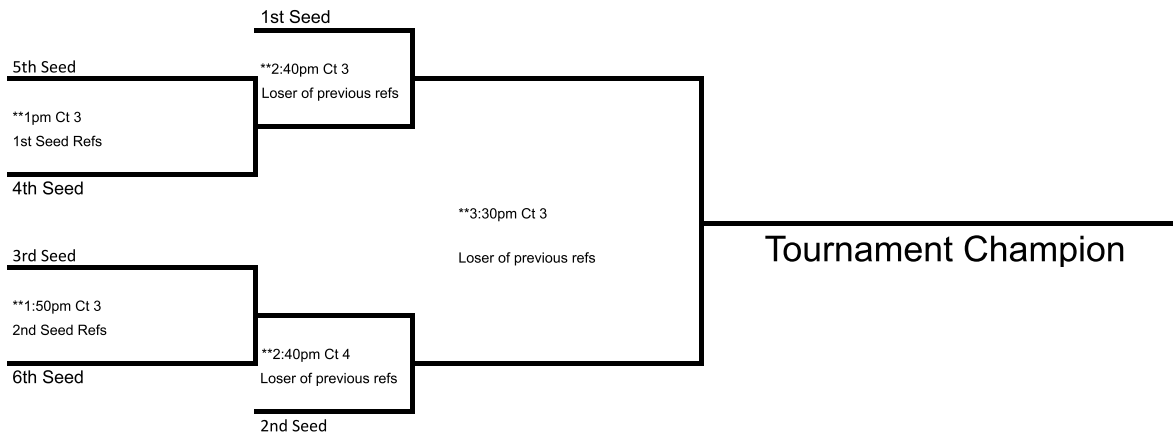 1st Seed
5th Seed
**2:40pm Ct 3
Loser of previous refs
**1pm Ct 3
1st Seed Refs
4th Seed
**3:30pm Ct 3
Loser of previous refs
Tournament Champion
3rd Seed
**1:50pm Ct 3
2nd Seed Refs
**2:40pm Ct 4
Loser of previous refs
6th Seed
2nd Seed